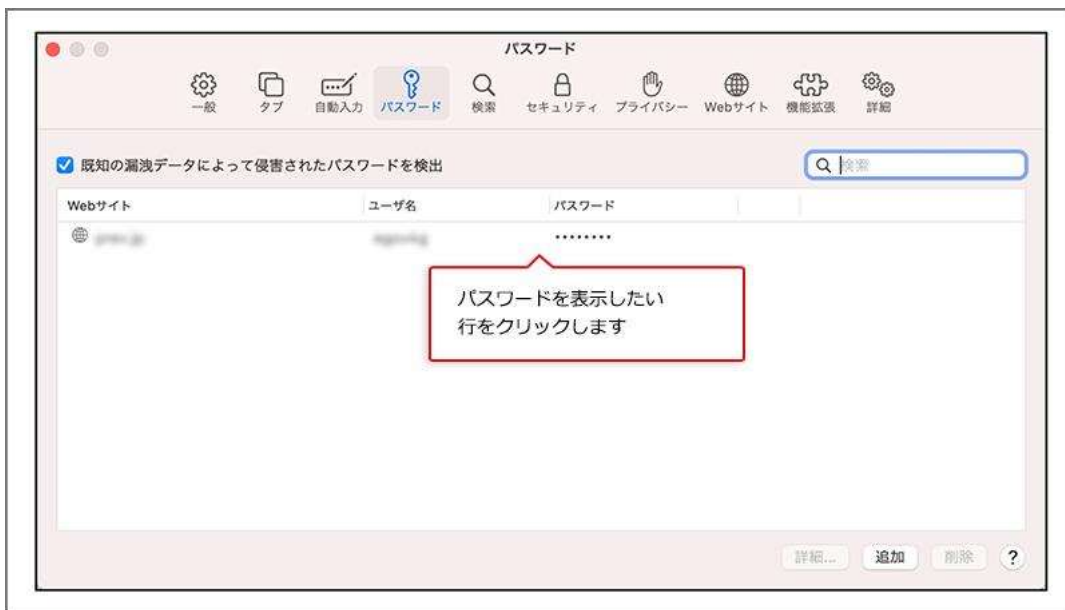 パスワード
一般 タブ 自動入力 パスワード 検索 セキュリティ プライバシー Webサイト 機能拡張 詳細
既知の漏洩データによって侵害されたパスワードを検出 検索
Webサイト ユーザ名 パスワード
••••••••
パスワードを表示したい
行をクリックします
詳細... 追加 削除 ?